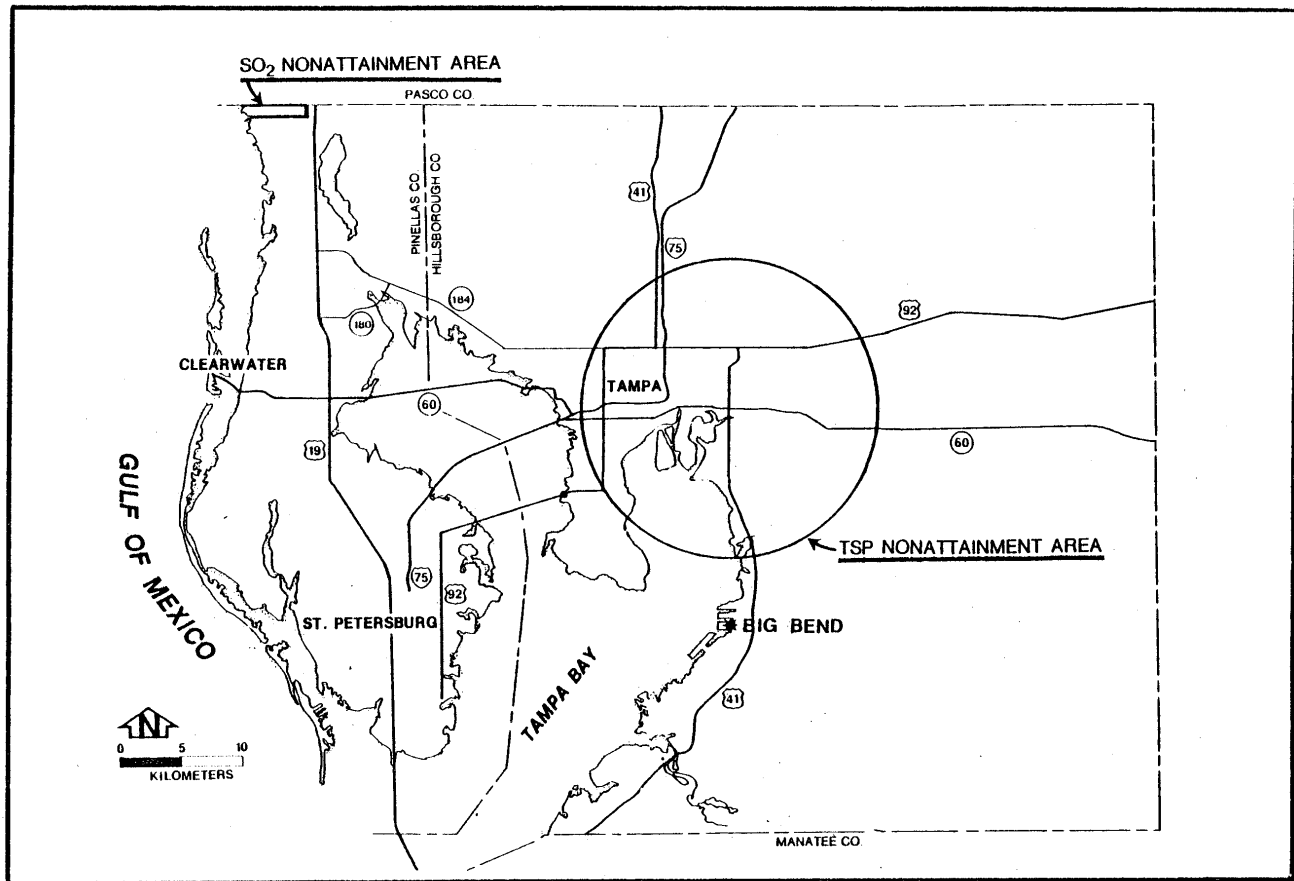 SO₂ NONATTAINMENT AREA
PASCO CO.
PINELLAS CO.
HILLSBOROUGH CO
41
75
184
92
180
CLEARWATER
TAMPA
60
60
19
GULF OF MEXICO
TSP NONATTAINMENT AREA
75
92
ST. PETERSBURG
BIG BEND
TAMPA BAY
41
N
0 5 10
KILOMETERS
MANATEE CO.